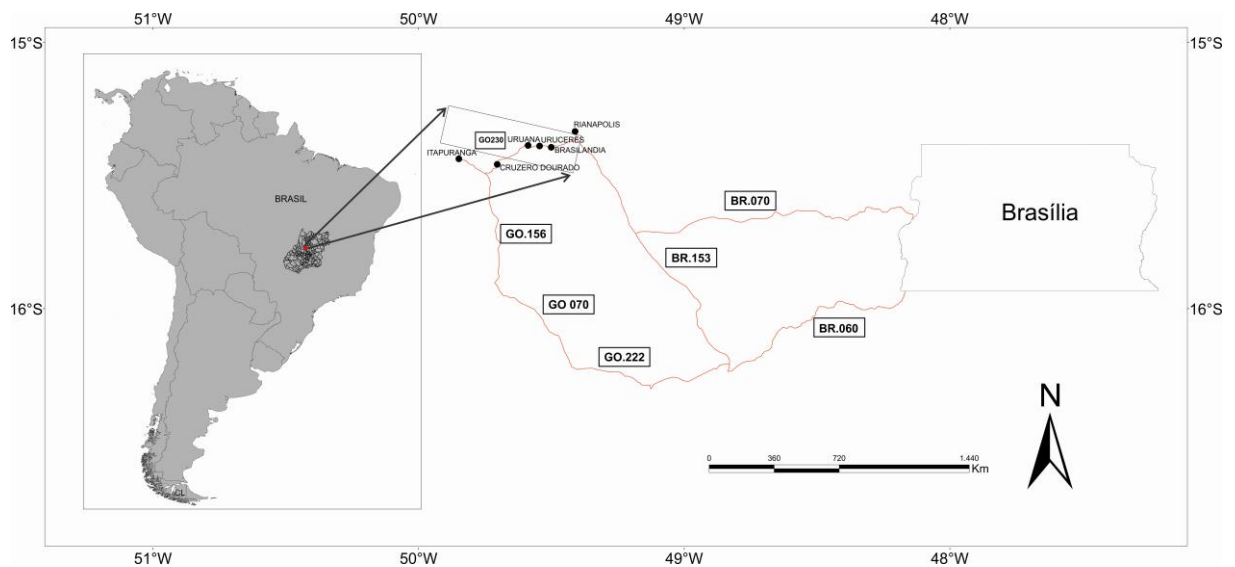 51°W 50°W 49°W 48°W
15°S 15°S
RIANAPOLIS
GO230 URUANA URUCERES
ITAPURANGA BRASILANDIA
CRUZERO DOURADO
BRASIL
BR.070
Brasília
GO.156
BR.153
16°S GO 070 16°S
BR.060
GO.222
N
0 360 720 1.440
Km
CL
51°W 50°W 49°W 48°W